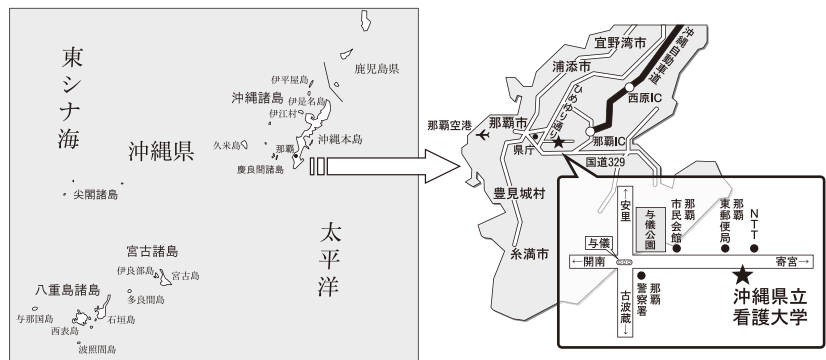 東シナ海
沖縄県
太平洋
鹿児島県
伊平屋島
沖縄諸島
伊是名島
伊江村
沖縄本島
久米島
那覇
慶良間諸島
尖閣諸島
宮古諸島
伊良部島
宮古島
八重島諸島
多良間島
与那国島
石垣島
西表島
波照間島
宜野湾市
沖縄自動車道
浦添市
ひめゆり通り
西原IC
那覇市
那覇空港
県庁
那覇IC
国道329
豊見城村
糸満市
←安里
与儀公園
那覇
市民会館
那覇
東郵便局
NTT
与儀
←開南
寄宮→
那覇
警察署
古波蔵→
沖縄県立
看護大学